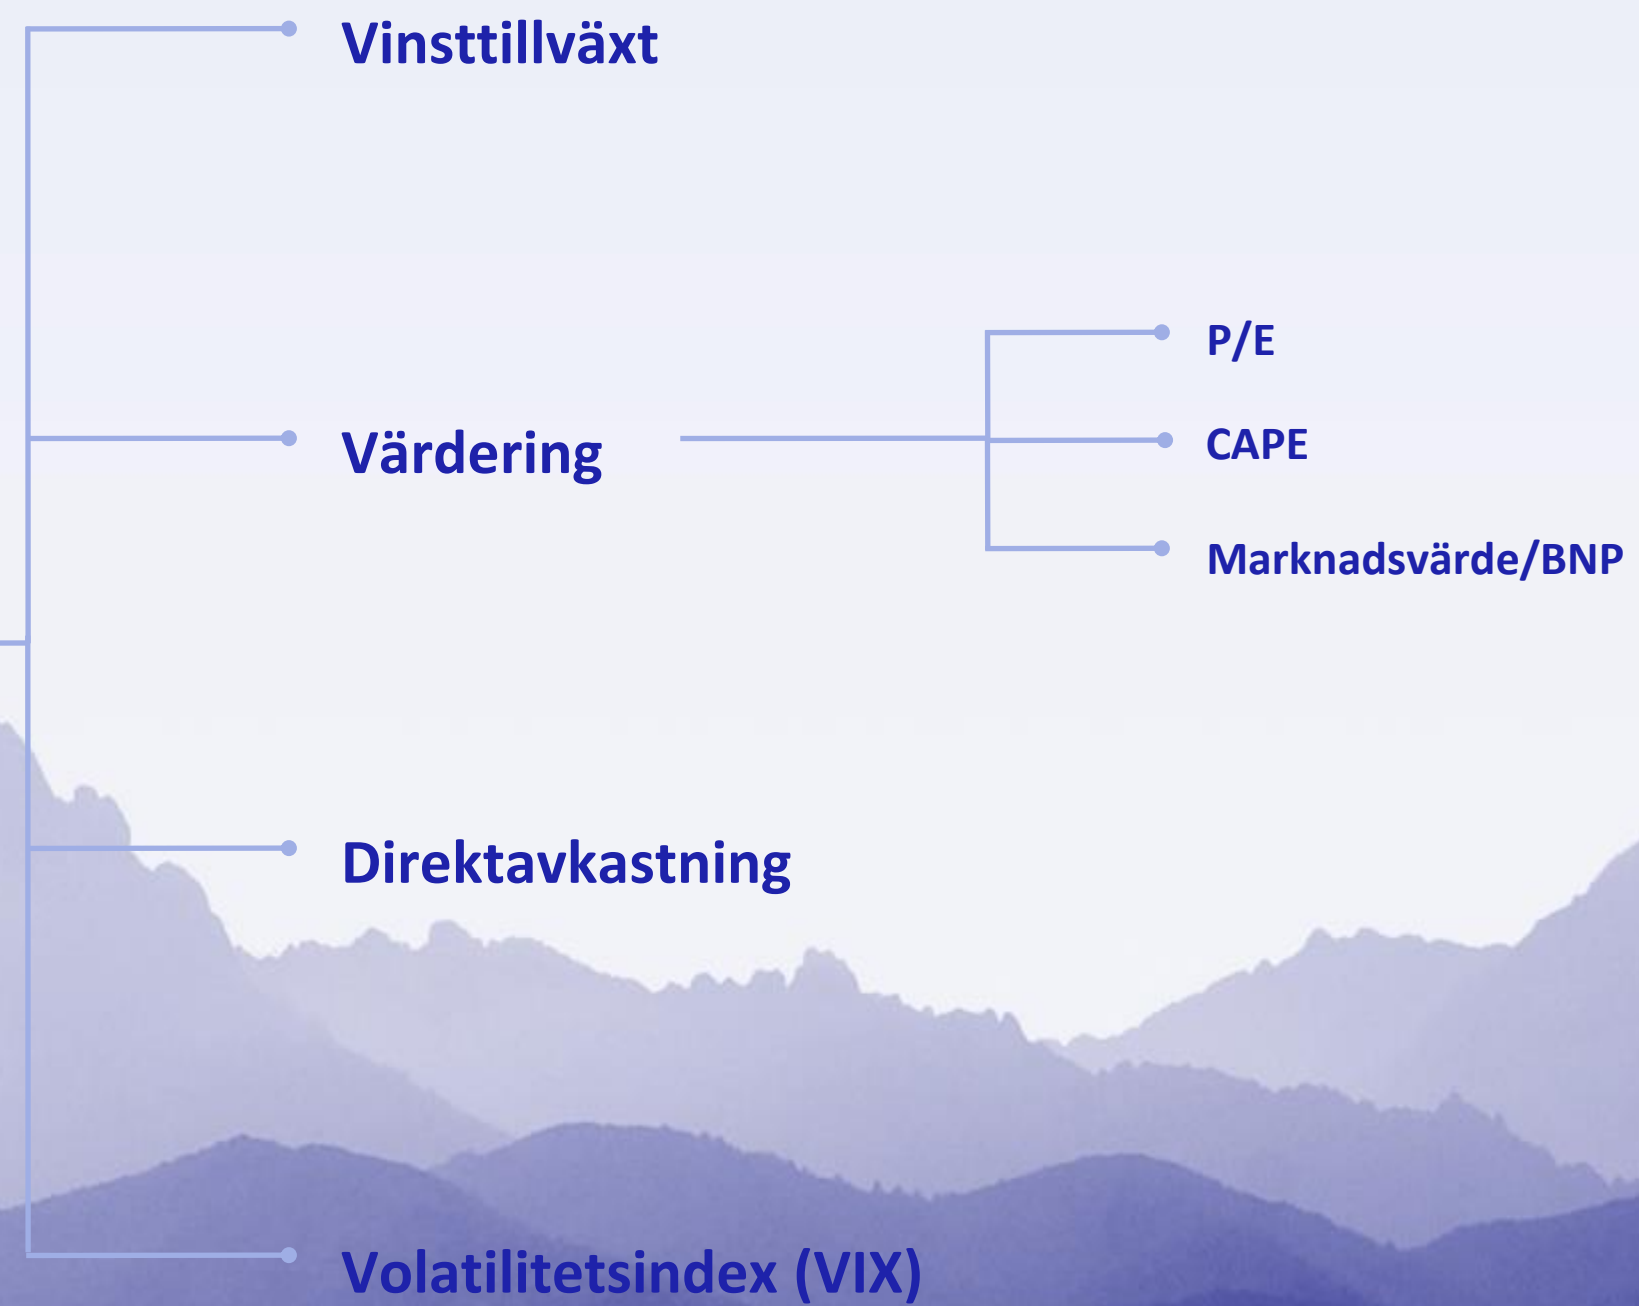 Vinsttillväxt
Värdering
P/E
CAPE
Marknadsvärde/BNP
Direktavkastning
Volatilitetsindex (VIX)